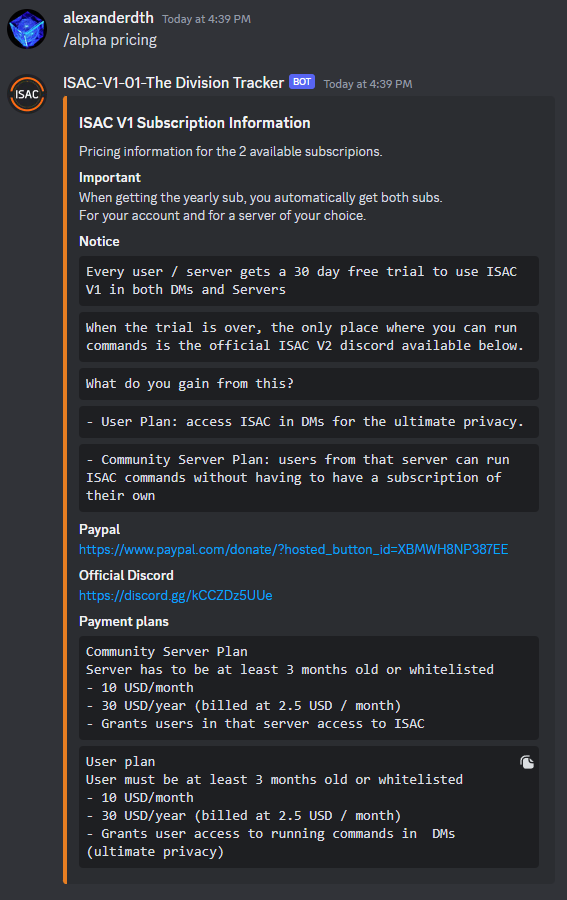 alexanderdth Today at 4:39 PM
/alpha pricing
ISAC
ISAC-V1-01-The Division Tracker BOT Today at 4:39 PM
ISAC V1 Subscription Information
Pricing information for the 2 available subscripions.
Important
When getting the yearly sub, you automatically get both subs.
For your account and for a server of your choice.
Notice
Every user / server gets a 30 day free trial to use ISAC
V1 in both DMs and Servers
When the trial is over, the only place where you can run
commands is the official ISAC V2 discord available below.
What do you gain from this?
- User Plan: access ISAC in DMs for the ultimate privacy.
- Community Server Plan: users from that server can run
ISAC commands without having to have a subscription of
their own
Paypal
https://www.paypal.com/donate/?hosted_button_id=XBMWH8NP387EE
Official Discord
https://discord.gg/kCCZDz5UUe
Payment plans
Community Server Plan
Server has to be at least 3 months old or whitelisted
- 10 USD/month
- 30 USD/year (billed at 2.5 USD / month)
- Grants users in that server access to ISAC
User plan
User must be at least 3 months old or whitelisted
- 10 USD/month
- 30 USD/year (billed at 2.5 USD / month)
- Grants user access to running commands in  DMs
(ultimate privacy)